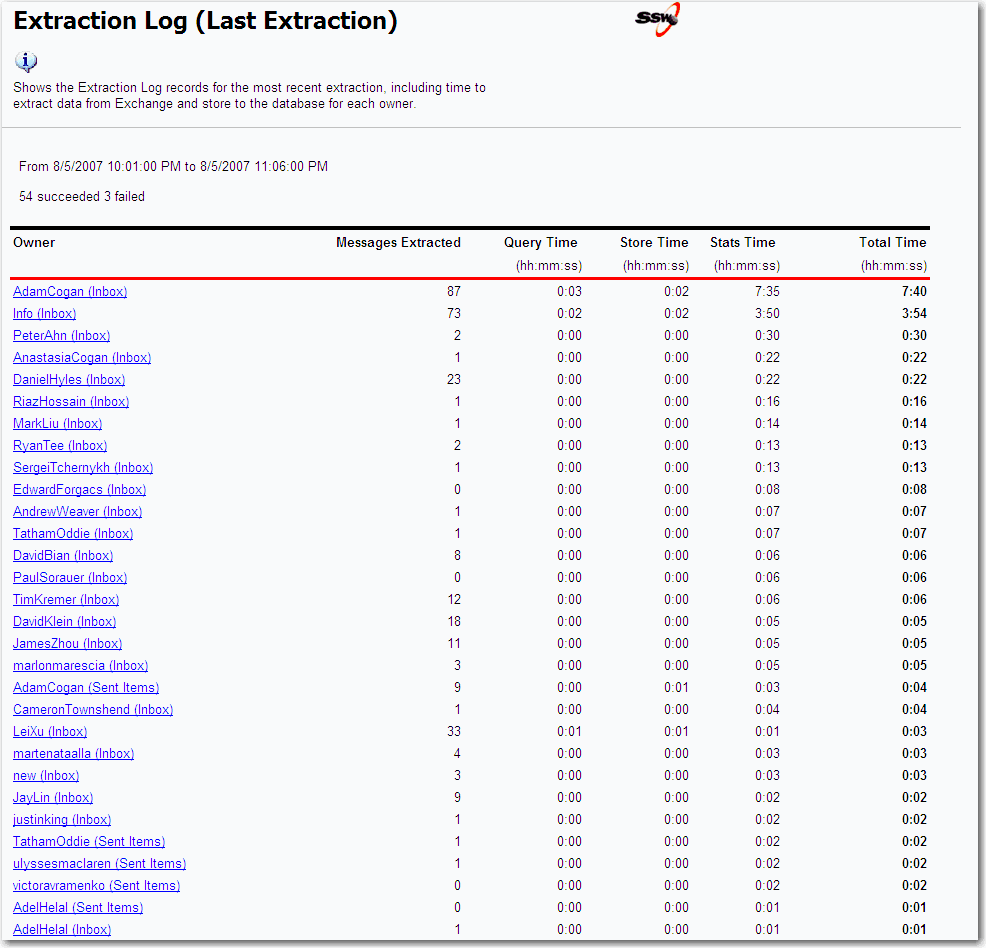 Extraction Log (Last Extraction)
SSW
i
Shows the Extraction Log records for the most recent extraction, including time to
extract data from Exchange and store to the database for each owner.
From 8/5/2007 10:01:00 PM to 8/5/2007 11:06:00 PM
54 succeeded 3 failed
Owner Messages Extracted Query Time Store Time Stats Time Total Time
(hh:mm:ss) (hh:mm:ss) (hh:mm:ss) (hh:mm:ss)
AdamCogan (Inbox) 87 0:03 0:02 7:35 7:40
Info (Inbox) 73 0:02 0:02 3:50 3:54
PeterAhn (Inbox) 2 0:00 0:00 0:30 0:30
AnastasiaCogan (Inbox) 1 0:00 0:00 0:22 0:22
DanielHyles (Inbox) 23 0:00 0:00 0:22 0:22
RiazHossain (Inbox) 1 0:00 0:00 0:16 0:16
MarkLiu (Inbox) 1 0:00 0:00 0:14 0:14
RyanTee (Inbox) 2 0:00 0:00 0:13 0:13
SergeiTchernykh (Inbox) 1 0:00 0:00 0:13 0:13
EdwardForgacs (Inbox) 0 0:00 0:00 0:08 0:08
AndrewWeaver (Inbox) 1 0:00 0:00 0:07 0:07
TathamOddie (Inbox) 1 0:00 0:00 0:07 0:07
DavidBian (Inbox) 8 0:00 0:00 0:06 0:06
PaulSorauer (Inbox) 0 0:00 0:00 0:06 0:06
TimKremer (Inbox) 12 0:00 0:00 0:06 0:06
DavidKlein (Inbox) 18 0:00 0:00 0:05 0:05
JamesZhou (Inbox) 11 0:00 0:00 0:05 0:05
marlonmarescia (Inbox) 3 0:00 0:00 0:05 0:05
AdamCogan (Sent Items) 9 0:00 0:01 0:03 0:04
CameronTownshend (Inbox) 1 0:00 0:00 0:04 0:04
LeiXu (Inbox) 33 0:01 0:01 0:01 0:03
martenataalla (Inbox) 4 0:00 0:00 0:03 0:03
new (Inbox) 3 0:00 0:00 0:03 0:03
JayLin (Inbox) 9 0:00 0:00 0:02 0:02
justinking (Inbox) 1 0:00 0:00 0:02 0:02
TathamOddie (Sent Items) 1 0:00 0:00 0:02 0:02
ulyssesmaclaren (Sent Items) 1 0:00 0:00 0:02 0:02
victoravramenko (Sent Items) 0 0:00 0:00 0:02 0:02
AdelHelal (Sent Items) 0 0:00 0:00 0:01 0:01
AdelHelal (Inbox) 1 0:00 0:00 0:01 0:01